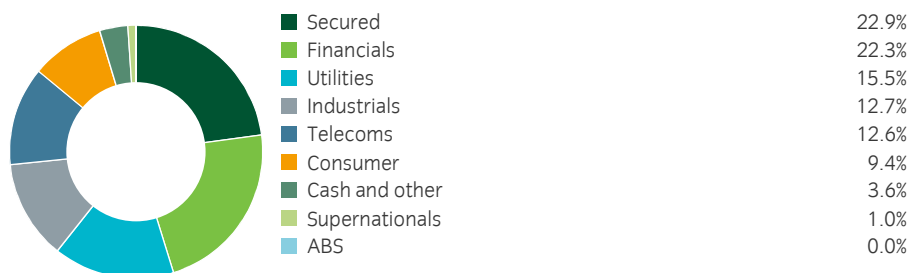 Secured 22.9%
Financials 22.3%
Utilities 15.5%
Industrials 12.7%
Telecoms 12.6%
Consumer 9.4%
Cash and other 3.6%
Supernationals 1.0%
ABS 0.0%